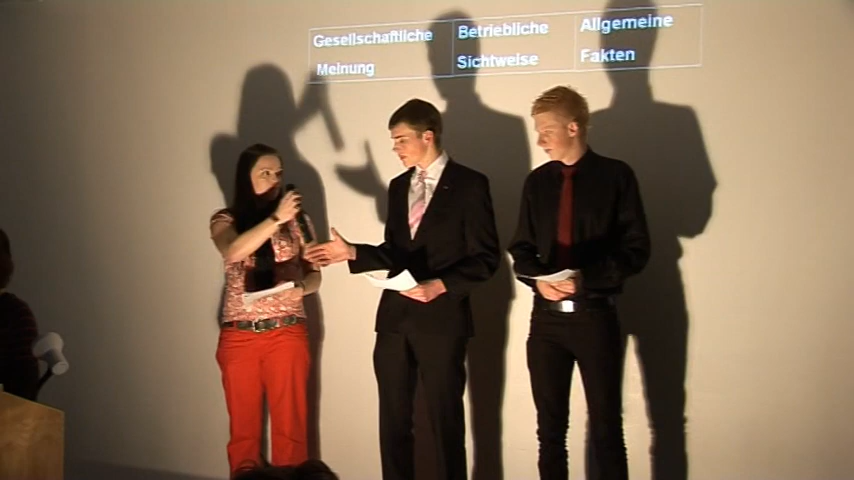 Gesellschaftliche Meinung
Betriebliche Sichtweise
Allgemeine Fakten